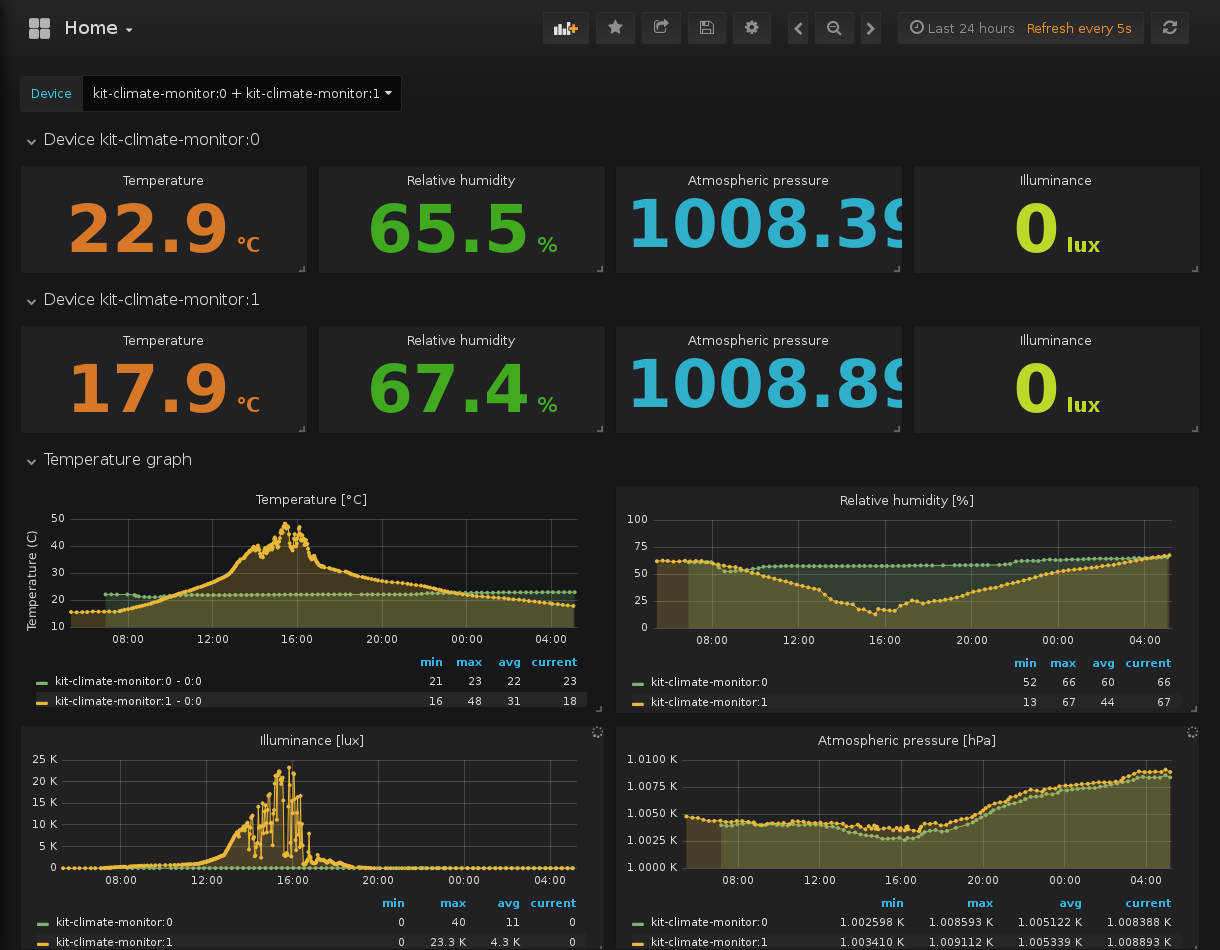 Home
Last 24 hours Refresh every 5s
Device kit-climate-monitor:0 + kit-climate-monitor:1
Device kit-climate-monitor:0
Temperature Relative humidity Atmospheric pressure Illuminance
22.9 °C 65.5 % 1008.39 0 lux
Device kit-climate-monitor:1
Temperature Relative humidity Atmospheric pressure Illuminance
17.9 °C 67.4 % 1008.89 0 lux
Temperature graph
Temperature [°C]
Temperature (C)
50
40
30
20
10
08:00 12:00 16:00 20:00 00:00 04:00
min max avg current
kit-climate-monitor:0 - 0:0 21 23 22 23
kit-climate-monitor:1 - 0:0 16 48 31 18
Relative humidity [%]
100
75
50
25
0
08:00 12:00 16:00 20:00 00:00 04:00
min max avg current
kit-climate-monitor:0 52 66 60 66
kit-climate-monitor:1 13 67 44 67
Illuminance [lux]
25 K
20 K
15 K
10 K
5 K
0
08:00 12:00 16:00 20:00 00:00 04:00
min max avg current
kit-climate-monitor:0 0 40 11 0
kit-climate-monitor:1 0 23.3 K 4.3 K 0
Atmospheric pressure [hPa]
1.0100 K
1.0075 K
1.0050 K
1.0025 K
1.0000 K
08:00 12:00 16:00 20:00 00:00 04:00
min max avg current
kit-climate-monitor:0 1.002598 K 1.008593 K 1.005122 K 1.008388 K
kit-climate-monitor:1 1.003410 K 1.009112 K 1.005339 K 1.008893 K